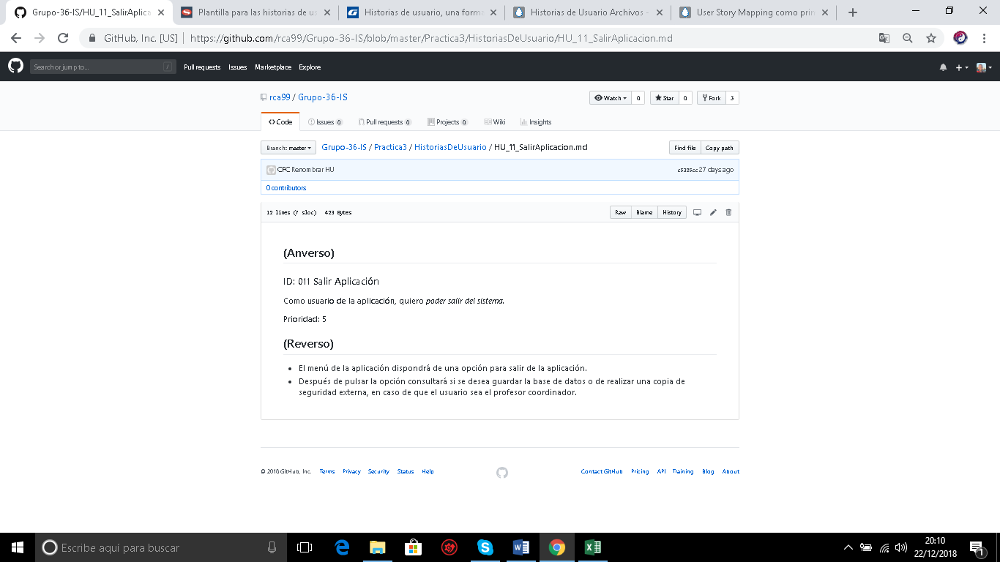 Grupo-36-IS/HU_11_SalirAplica
Plantilla para las historias de us
Historias de usuario, una forma
Historias de Usuario Archivos -
User Story Mapping como prin
GitHub, Inc. [US] | https://github.com/rca99/Grupo-36-IS/blob/master/Practica3/HistoriasDeUsuario/HU_11_SalirAplicacion.md
Search or jump to... / Pull requests Issues Marketplace Explore
rca99 / Grupo-36-IS
Watch 0 Star 0 Fork 3
Code Issues 0 Pull requests 0 Projects 0 Wiki Insights
Branch: master Grupo-36-IS / Practica3 / HistoriasDeUsuario / HU_11_SalirAplicacion.md Find file Copy path
CFC Renombrar HU c5325cc 27 days ago
0 contributors
12 lines (7 sloc) 423 Bytes Raw Blame History
(Anverso)
ID: 011 Salir Aplicación
Como usuario de la aplicación, quiero poder salir del sistema.
Prioridad: 5
(Reverso)
El menú de la aplicación dispondrá de una opción para salir de la aplicación.
Después de pulsar la opción consultará si se desea guardar la base de datos o de realizar una copia de
seguridad externa, en caso de que el usuario sea el profesor coordinador.
© 2018 GitHub, Inc. Terms Privacy Security Status Help Contact GitHub Pricing API Training Blog About
Escribe aquí para buscar
20:10
22/12/2018
1